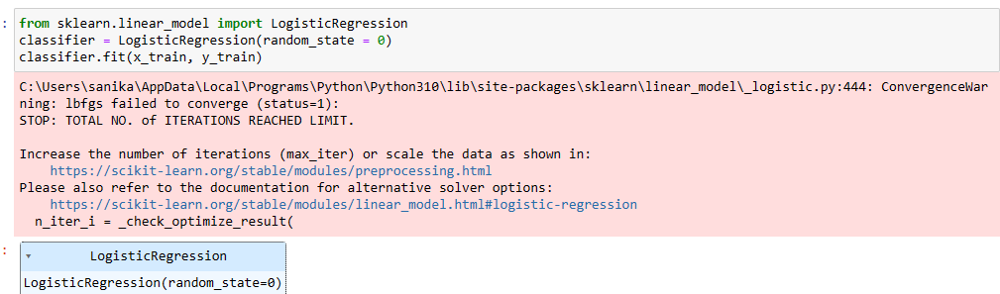 : from sklearn.linear_model import LogisticRegression
classifier = LogisticRegression(random_state = 0)
classifier.fit(x_train, y_train)
C:\Users\sanika\AppData\Local\Programs\Python\Python310\lib\site-packages\sklearn\linear_model\_logistic.py:444: ConvergenceWar
ning: lbfgs failed to converge (status=1):
STOP: TOTAL NO. of ITERATIONS REACHED LIMIT.
Increase the number of iterations (max_iter) or scale the data as shown in:
https://scikit-learn.org/stable/modules/preprocessing.html
Please also refer to the documentation for alternative solver options:
https://scikit-learn.org/stable/modules/linear_model.html#logistic-regression
n_iter_i = _check_optimize_result(
: ▾ LogisticRegression
LogisticRegression(random_state=0)